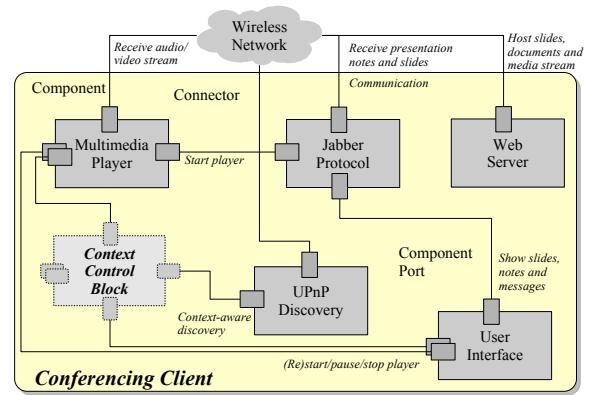 Wireless
Network
Receive audio/
video stream
Receive presentation
notes and slides
Host slides,
documents and
media stream
Communication
Component
Connector
Multimedia
Player
Start player
Jabber
Protocol
Web
Server
Context
Control
Block
Context-aware
discovery
UPnP
Discovery
Component
Port
Show slides,
notes and
messages
User
Interface
(Re)start/pause/stop player
Conferencing Client